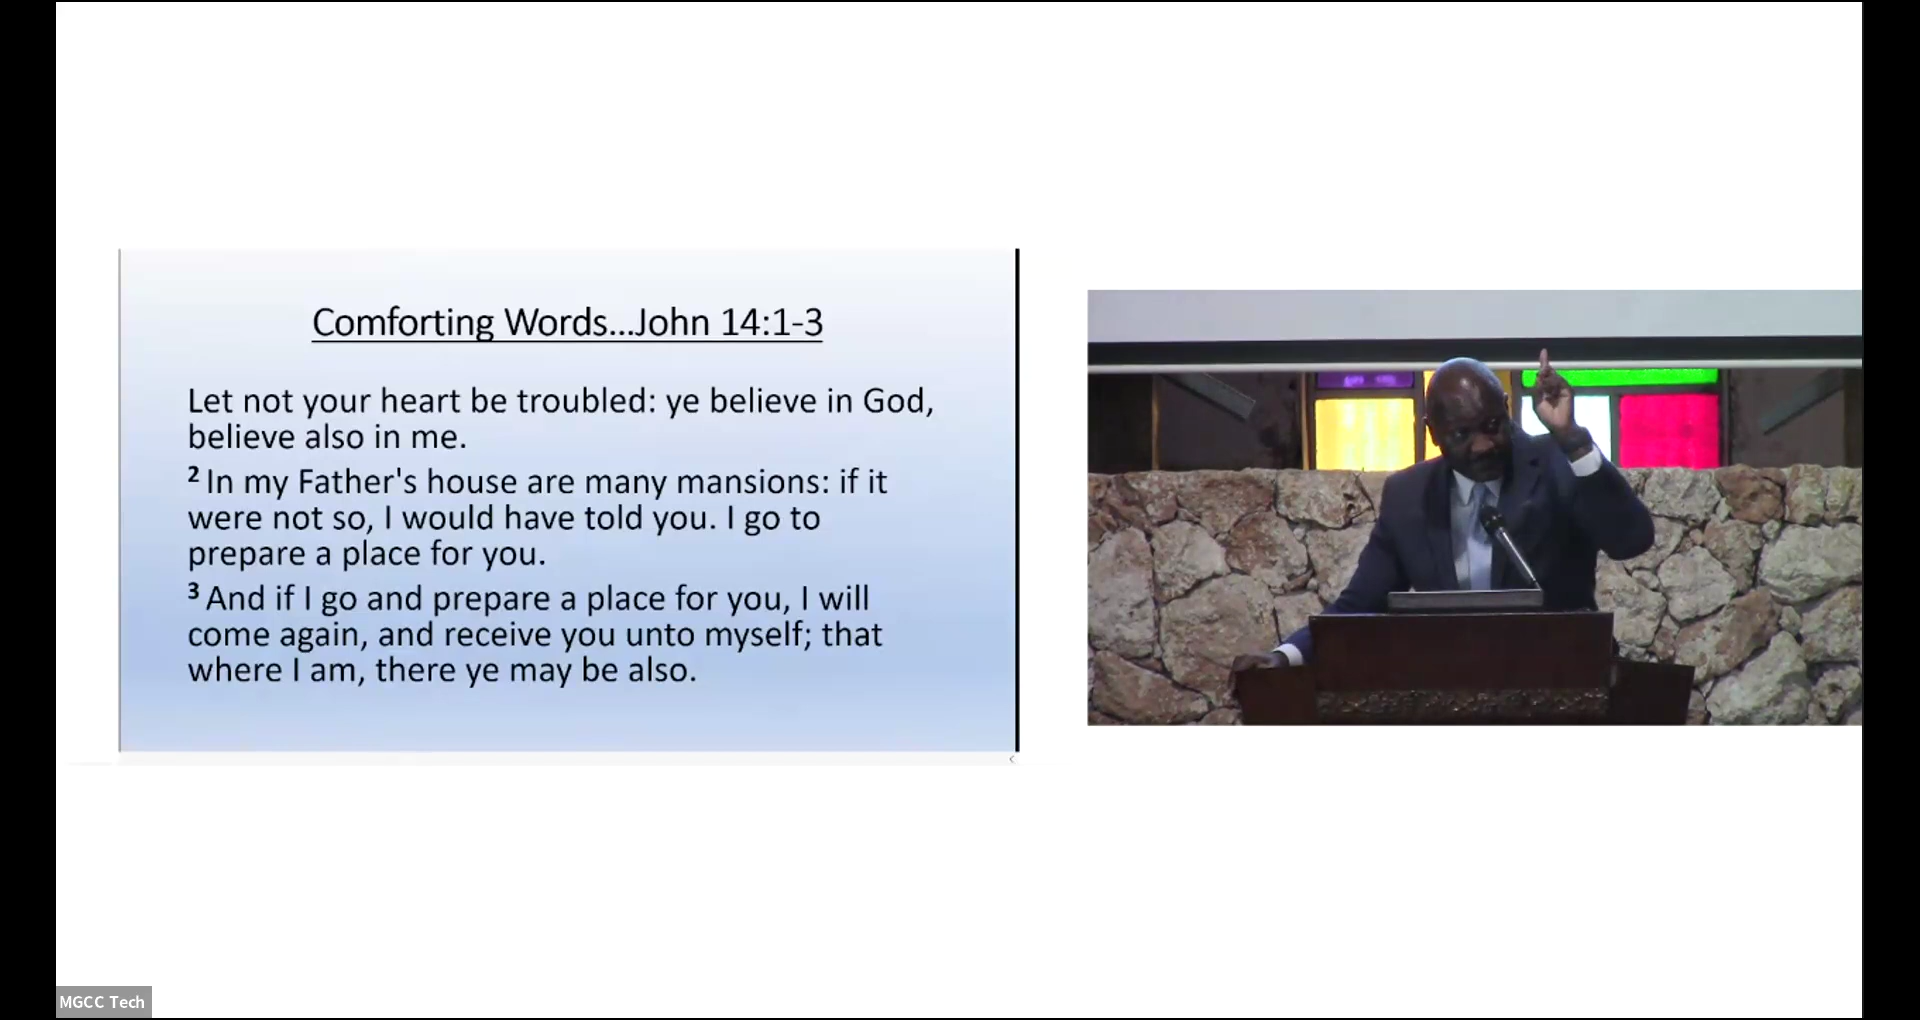 Comforting Words...John 14:1-3
Let not your heart be troubled: ye believe in God,
believe also in me.
2 In my Father's house are many mansions: if it
were not so, I would have told you. I go to
prepare a place for you.
3 And if I go and prepare a place for you, I will
come again, and receive you unto myself; that
where I am, there ye may be also.
MGCC Tech